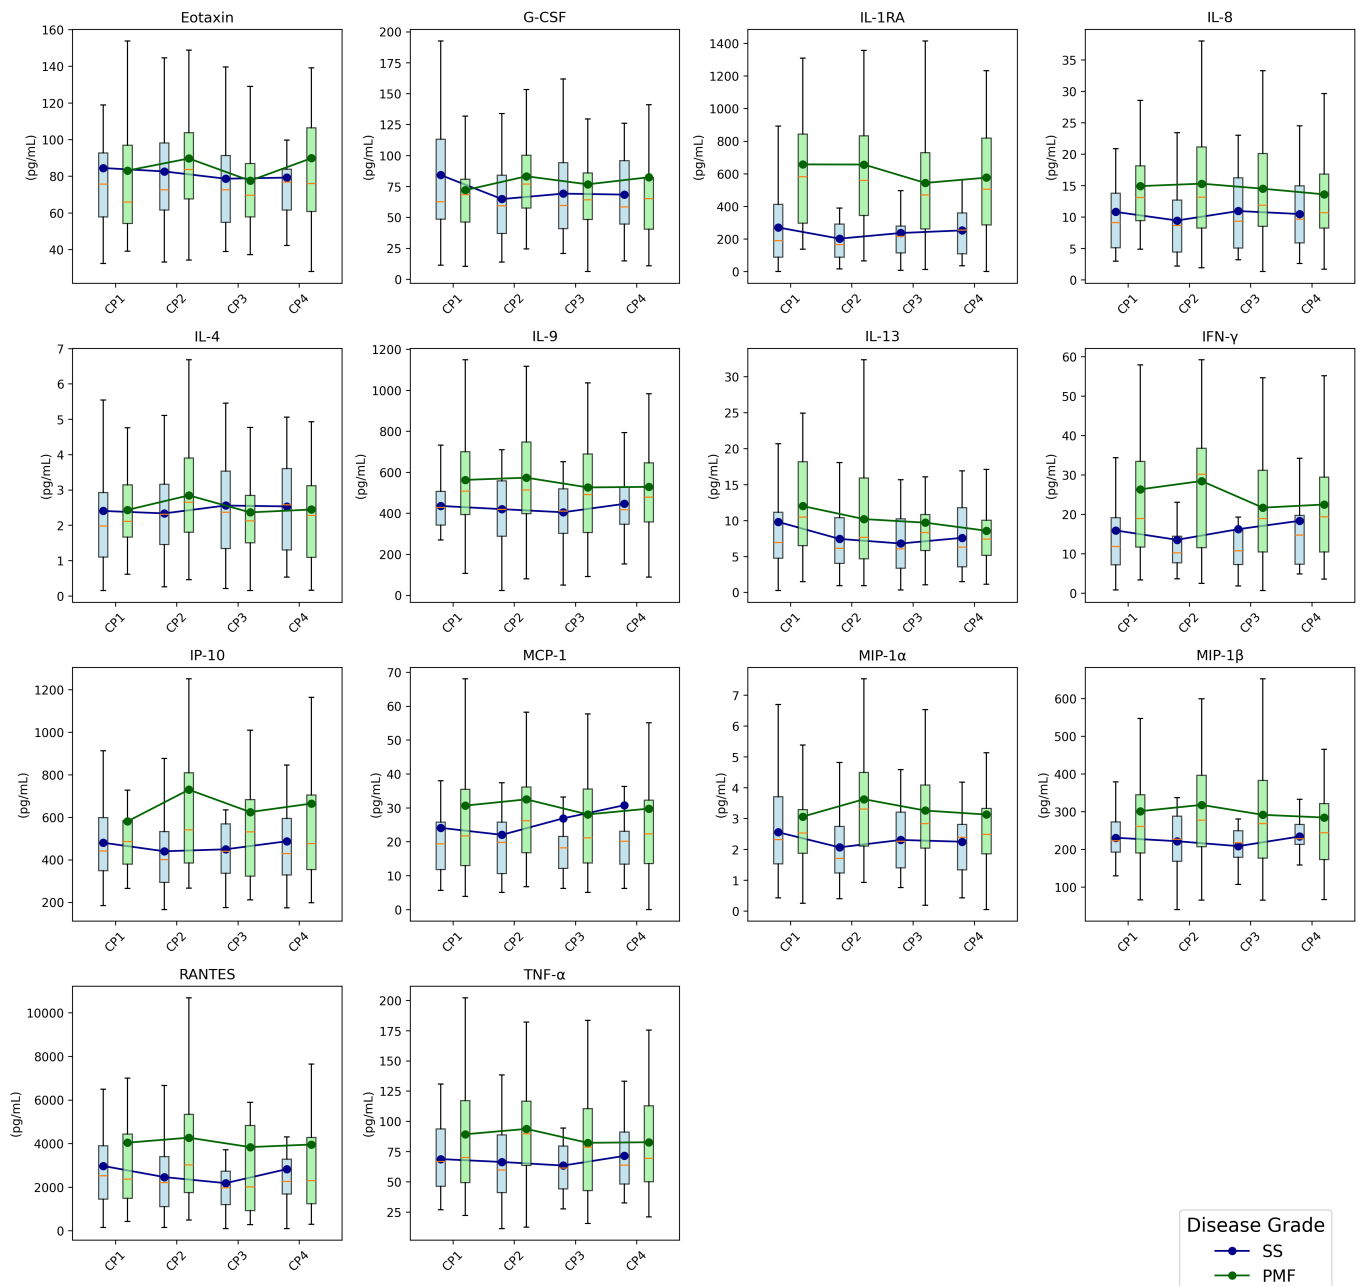 Eotaxin
(pg/mL)
160
140
120
100
80
60
40
CP1 CP2 CP3 CP4
G-CSF
(pg/mL)
200
175
150
125
100
75
50
25
0
CP1 CP2 CP3 CP4
IL-1RA
(pg/mL)
1400
1200
1000
800
600
400
200
0
CP1 CP2 CP3 CP4
IL-8
(pg/mL)
35
30
25
20
15
10
5
0
CP1 CP2 CP3 CP4
IL-4
(pg/mL)
7
6
5
4
3
2
1
0
CP1 CP2 CP3 CP4
IL-9
(pg/mL)
1200
1000
800
600
400
200
0
CP1 CP2 CP3 CP4
IL-13
(pg/mL)
30
25
20
15
10
5
0
CP1 CP2 CP3 CP4
IFN-γ
(pg/mL)
60
50
40
30
20
10
0
CP1 CP2 CP3 CP4
IP-10
(pg/mL)
1200
1000
800
600
400
200
CP1 CP2 CP3 CP4
MCP-1
(pg/mL)
70
60
50
40
30
20
10
0
CP1 CP2 CP3 CP4
MIP-1α
(pg/mL)
7
6
5
4
3
2
1
0
CP1 CP2 CP3 CP4
MIP-1β
(pg/mL)
600
500
400
300
200
100
CP1 CP2 CP3 CP4
RANTES
(pg/mL)
10000
8000
6000
4000
2000
0
CP1 CP2 CP3 CP4
TNF-α
(pg/mL)
200
175
150
125
100
75
50
25
CP1 CP2 CP3 CP4
Disease Grade
SS
PMF